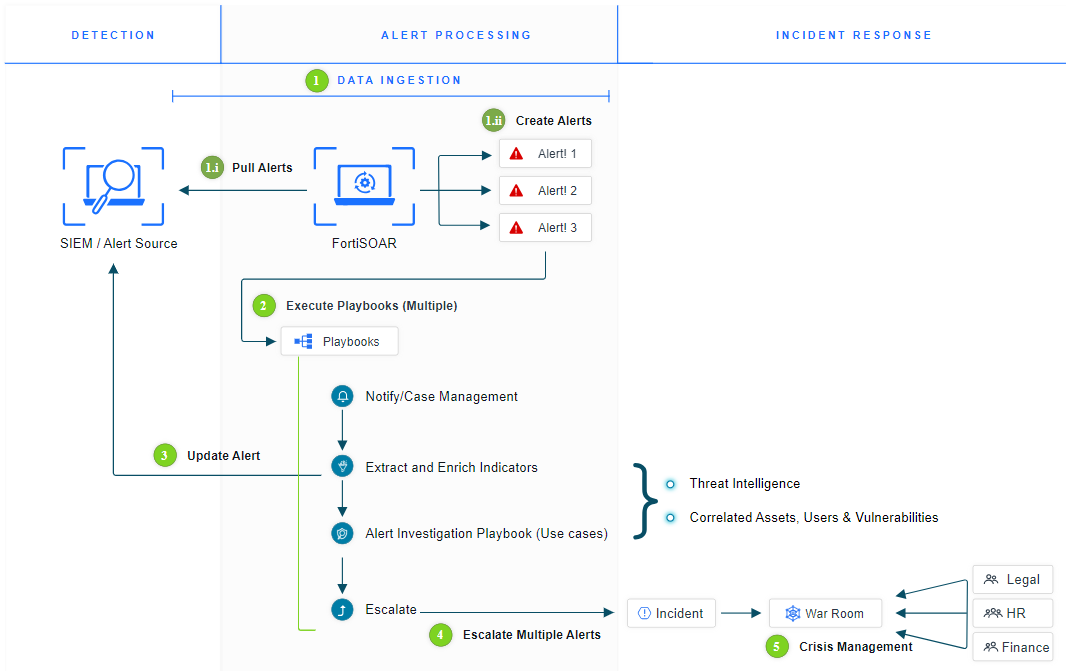 DETECTION
ALERT PROCESSING
INCIDENT RESPONSE
1 DATA INGESTION
1.ii Create Alerts
1.i Pull Alerts
Alert! 1
Alert! 2
Alert! 3
SIEM / Alert Source
FortiSOAR
2 Execute Playbooks (Multiple)
Playbooks
Notify/Case Management
3 Update Alert
Extract and Enrich Indicators
Threat Intelligence
Correlated Assets, Users & Vulnerabilities
Alert Investigation Playbook (Use cases)
Escalate
4 Escalate Multiple Alerts
Incident
War Room
5 Crisis Management
Legal
HR
Finance